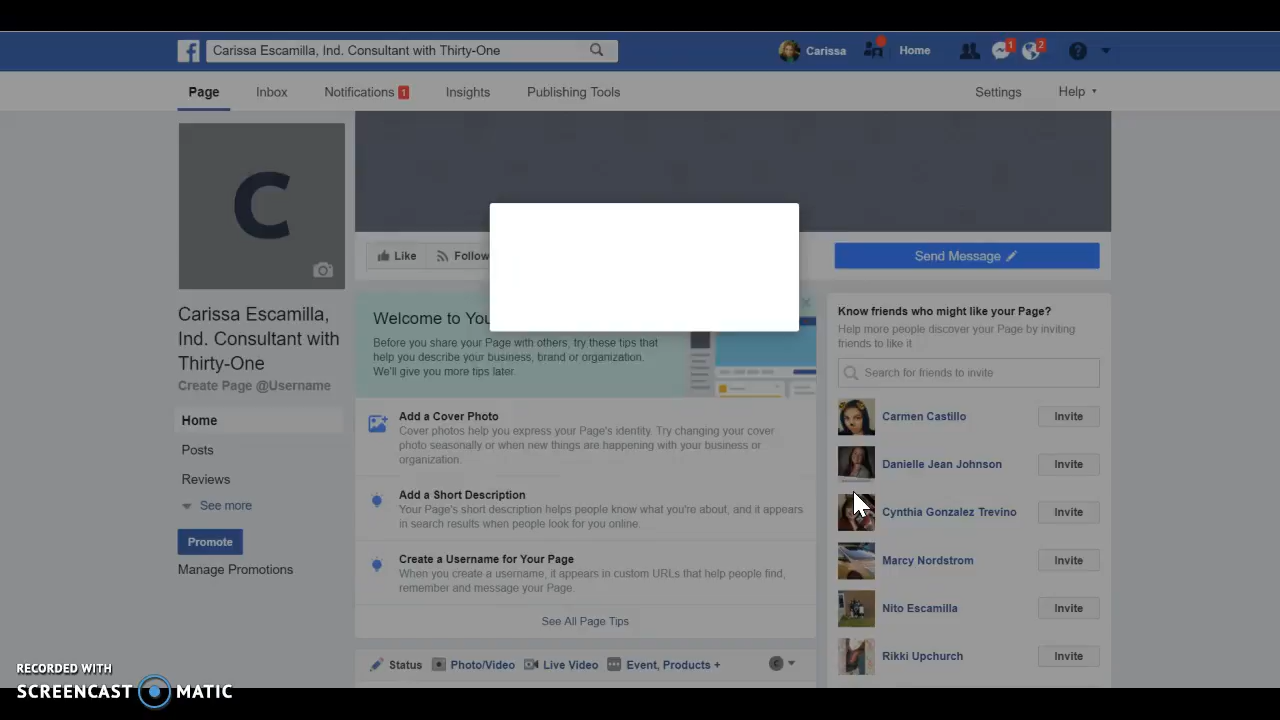 Carissa Escamilla, Ind. Consultant with Thirty-One
Carissa
Home
1
2
?
Page
Inbox
Notifications 1
Insights
Publishing Tools
Settings
Help
C
Like
Follow
Send Message
Carissa Escamilla,
Ind. Consultant with
Thirty-One
Create Page @Username
Home
Posts
Reviews
See more
Promote
Manage Promotions
Welcome to You
Before you share your Page with others, try these tips that
help you describe your business, brand or organization.
We'll give you more tips later.
Add a Cover Photo
Cover photos help you express your Page's identity. Try changing your cover
photo seasonally or when new things are happening with your business or
organization.
Add a Short Description
Your Page's short description helps people know what you're about, and it appears
in search results when people look for you online.
Create a Username for Your Page
When you create a username, it appears in custom URLs that help people find,
remember and message your Page.
See All Page Tips
Status
Photo/Video
Live Video
Event, Products +
C
Know friends who might like your Page?
Help more people discover your Page by inviting
friends to like it
Search for friends to invite
Carmen Castillo Invite
Danielle Jean Johnson Invite
Cynthia Gonzalez Trevino Invite
Marcy Nordstrom Invite
Nito Escamilla Invite
Rikki Upchurch Invite
RECORDED WITH
SCREENCAST MATIC